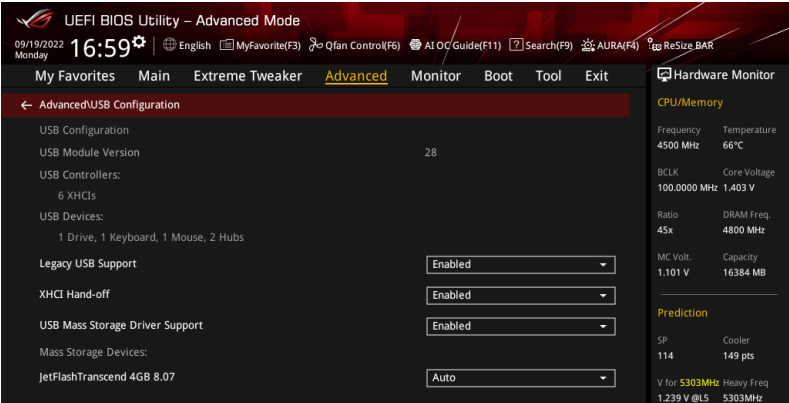 UEFI BIOS Utility – Advanced Mode
09/19/2022 Monday 16:59 English MyFavorite(F3) Qfan Control(F6) AI OC Guide(F11) Search(F9) AURA(F4) ReSize BAR
My Favorites Main Extreme Tweaker Advanced Monitor Boot Tool Exit
Advanced\USB Configuration
USB Configuration
USB Module Version 28
USB Controllers:
6 XHCIs
USB Devices:
1 Drive, 1 Keyboard, 1 Mouse, 2 Hubs
Legacy USB Support Enabled
XHCI Hand-off Enabled
USB Mass Storage Driver Support Enabled
Mass Storage Devices:
JetFlashTranscend 4GB 8.07 Auto
Hardware Monitor
CPU/Memory
Frequency Temperature
4500 MHz 66°C
BCLK Core Voltage
100.0000 MHz 1.403 V
Ratio DRAM Freq.
45x 4800 MHz
MC Volt. Capacity
1.101 V 16384 MB
Prediction
SP Cooler
114 149 pts
V for 5303MHz Heavy Freq
1.239 V @L5 5303MHz